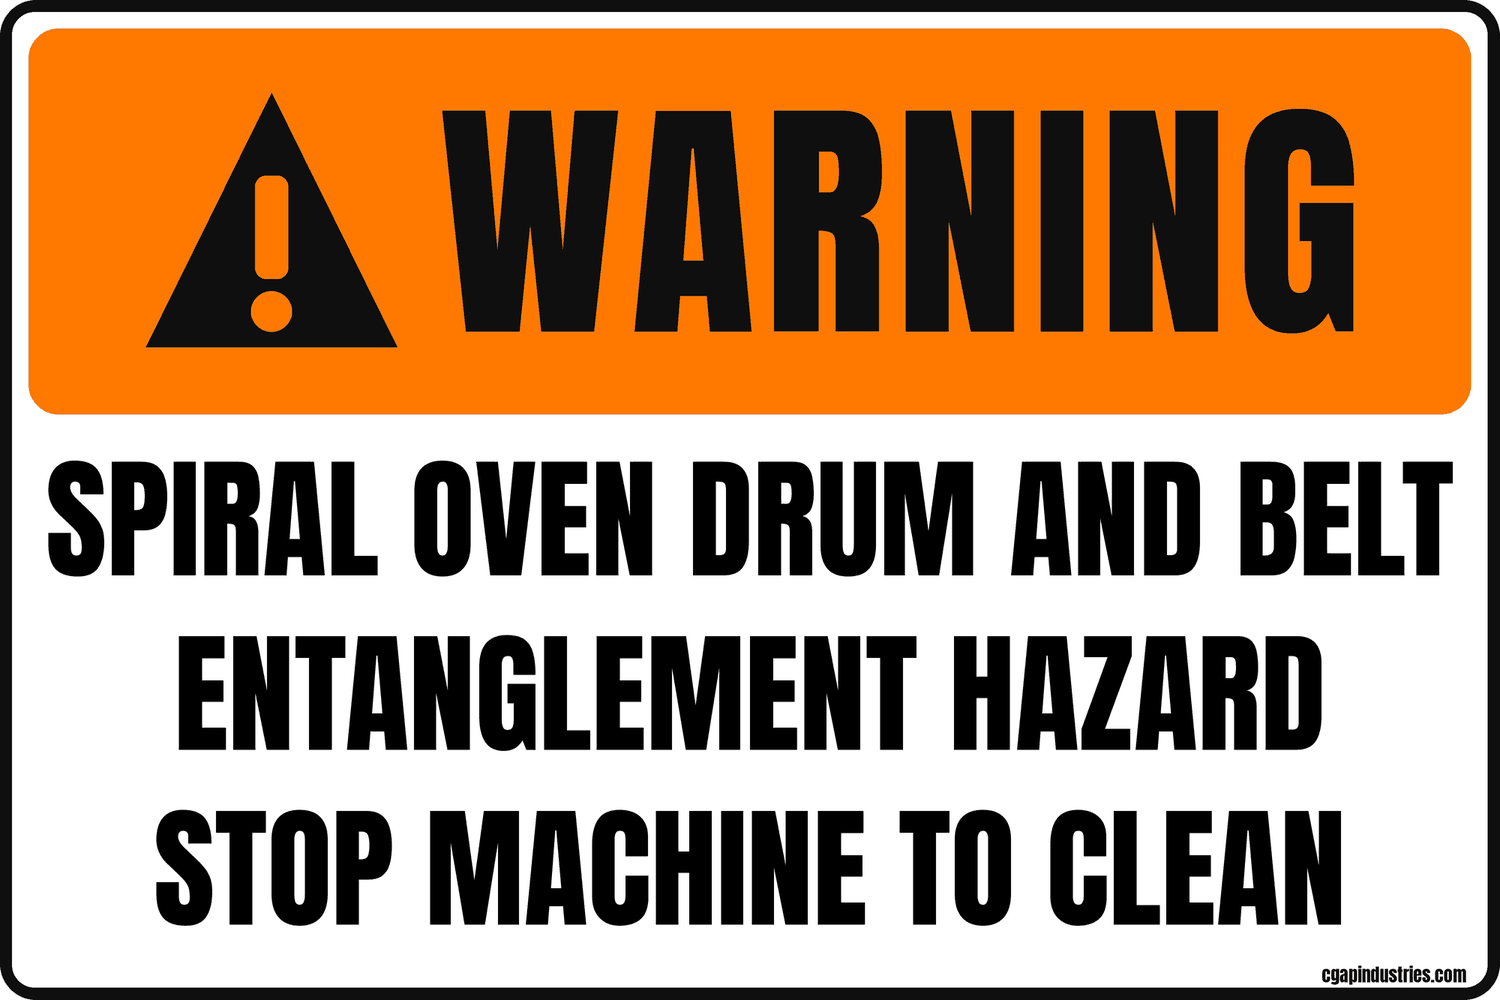 WARNING
SPIRAL OVEN DRUM AND BELT
ENTANGLEMENT HAZARD
STOP MACHINE TO CLEAN
cgapindustries.com